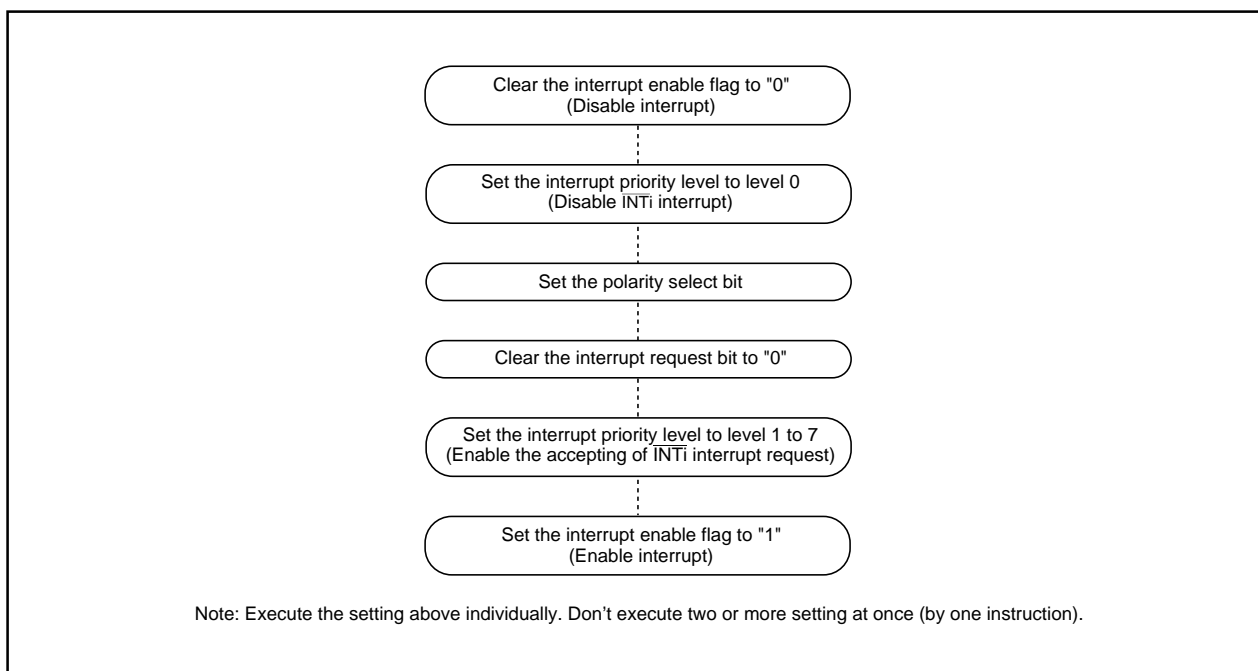 Clear the interrupt enable flag to "0"
(Disable interrupt)
Set the interrupt priority level to level 0
(Disable INTi interrupt)
Set the polarity select bit
Clear the interrupt request bit to "0"
Set the interrupt priority level to level 1 to 7
(Enable the accepting of INTi interrupt request)
Set the interrupt enable flag to "1"
(Enable interrupt)
Note: Execute the setting above individually. Don’t execute two or more setting at once (by one instruction).